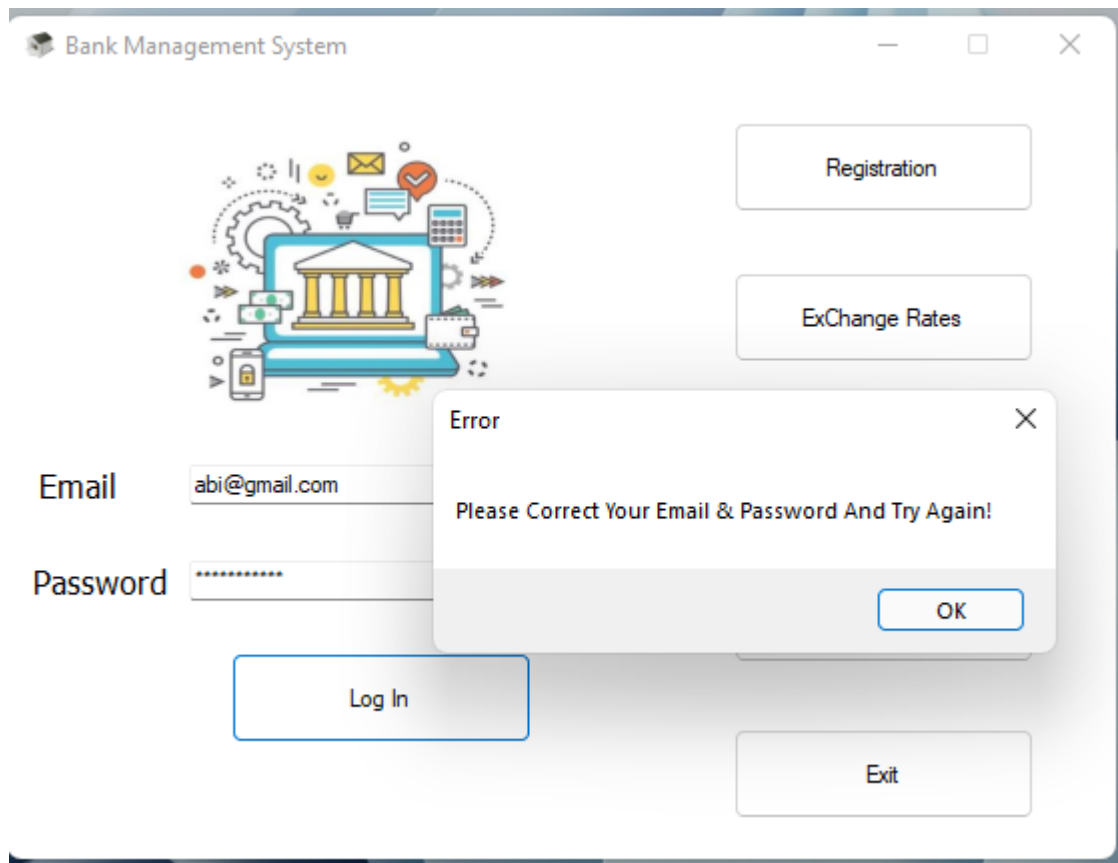 Bank Management System
Registration
ExChange Rates
Error
Please Correct Your Email & Password And Try Again!
OK
Email
abi@gmail.com
Password
***********
Log In
Exit